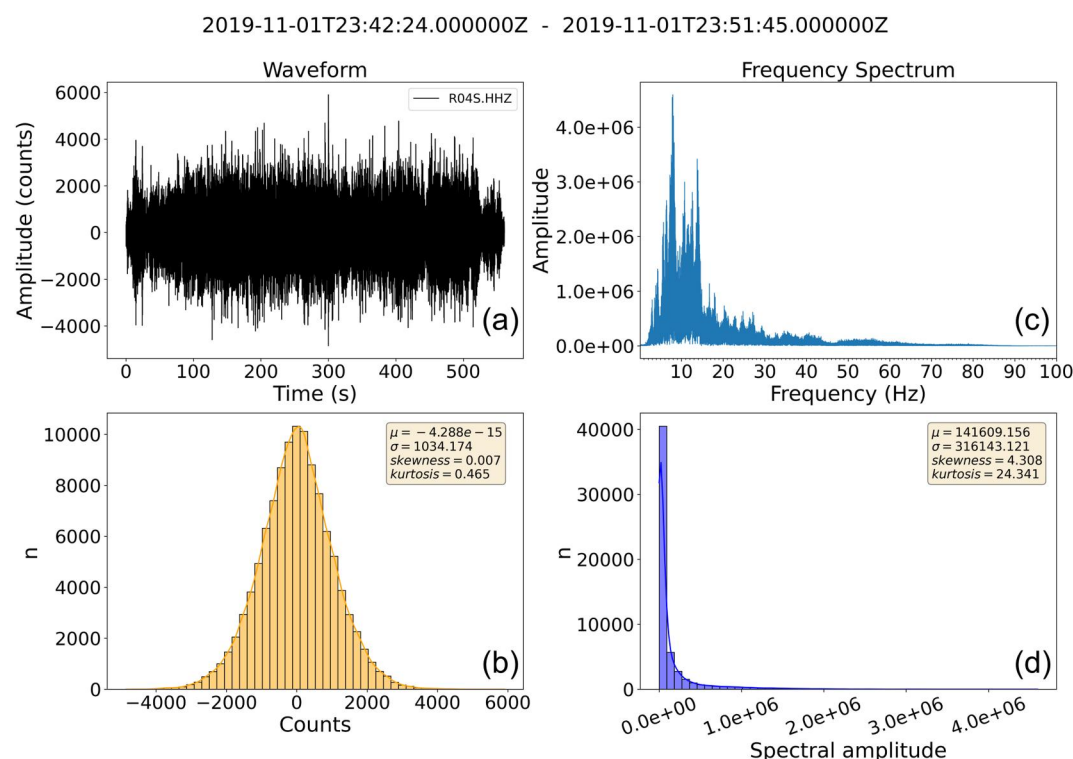 2019-11-01T23:42:24.000000Z  -  2019-11-01T23:51:45.000000Z
Waveform
R04S.HHZ
6000
4000
2000
0
−2000
−4000
Amplitude (counts)
(a)
0 100 200 300 400 500
Time (s)
Frequency Spectrum
4.0e+06
3.0e+06
2.0e+06
1.0e+06
0.0e+00
Amplitude
(c)
10 20 30 40 50 60 70 80 90 100
Frequency (Hz)
μ = −4.288e − 15
σ = 1034.174
skewness = 0.007
kurtosis = 0.465
10000
8000
6000
4000
2000
0
n
(b)
−4000 −2000 0 2000 4000 6000
Counts
μ = 141609.156
σ = 316143.121
skewness = 4.308
kurtosis = 24.341
40000
30000
20000
10000
0
n
(d)
0.0e+00 1.0e+06 2.0e+06 3.0e+06 4.0e+06
Spectral amplitude